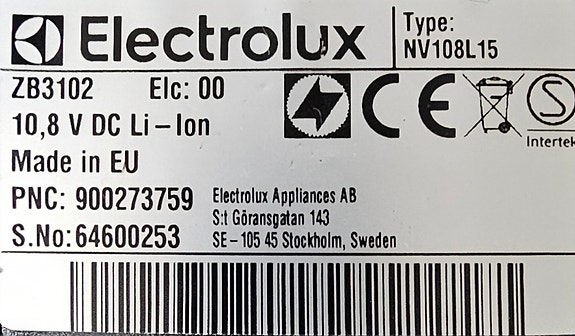 Electrolux
Type:
NV108L15
ZB3102 Elc: 00
10,8 V DC Li-Ion
Made in EU
PNC: 900273759
S.No: 64600253
Electrolux Appliances AB
S:t Göransgatan 143
SE-105 45 Stockholm, Sweden
CE
S
Intertek